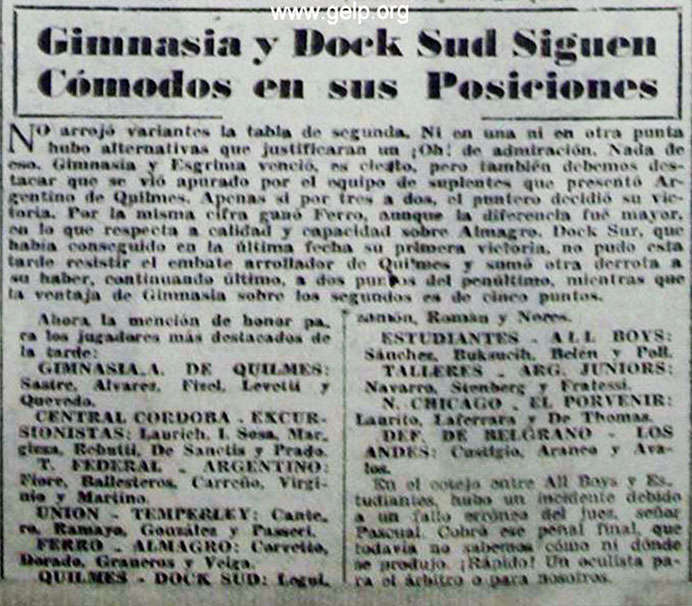 www.gelp.org
Gimnasia y Dock Sud Siguen
Cómodos en sus Posiciones
NO arrojó variantes la tabla de segunda. Ni en una ni en otra punta
hubo alternativas que justificaran un ¡Oh! de admiración. Nada de
eso. Gimnasia y Esgrima venció, es cierto, pero también debemos des-
tacar que se vió apurado por el equipo de suplentes que presentó Ar-
gentino de Quilmes. Apenas si por tres a dos, el puntero decidió su vic-
toria. Por la misma cifra ganó Ferro, aunque la diferencia fué mayor,
en lo que respecta a calidad y capacidad sobre Almagro. Dock Sur, que
había conseguido en la última fecha su primera victoria, no pudo esta
tarde resistir el embate arrollador de Quilmes y sumó otra derrota a
su haber, continuando último, a dos puntos del penúltimo, mientras que
la ventaja de Gimnasia sobre los segundos es de cinco puntos.
Ahora la mención de honor pa-
ra los jugadores más destacados de
la tarde:
GIMNASIA-A. DE QUILMES:
Sastre, Alvarez, Fizel, Levotti y
Quevedo.
CENTRAL CORDOBA - EXCUR-
SIONISTAS: Laurich, I. Sosa, Mar-
giesa, Rebutti, De Sanctis y Prado.
T. FEDERAL - ARGENTINO:
Fiore, Ballesteros, Carreño, Virgi-
nio y Martino.
UNION - TEMPERLEY: Cante-
ro, Ramayo, González y Passeri.
FERRO - ALMAGRO: Corvetto,
Dorado, Graneros y Veiga.
QUILMES - DOCK SUD: Legui-
zamón, Román y Nores.
ESTUDIANTES - ALL BOYS:
Sánchez, Belén y Poll.
TALLERES - ARG. JUNIORS:
Navarro, Stenberg y Fratessi.
N. CHICAGO - EL PORVENIR:
Laurito, Laferrara y De Thomas.
DEF. DE BELGRANO - LOS
ANDES: Custigio, Aranco y Ava-
los.
En el cotejo entre All Boys y Es-
tudiantes, hubo un incidente debido
a un fallo erróneo del juez, señor
Pascual. Cobró ese penal final, que
todavía no sabemos cómo ni dónde
se produjo. ¡Rápido! Un oculista pa-
ra el árbitro o para nosotros.